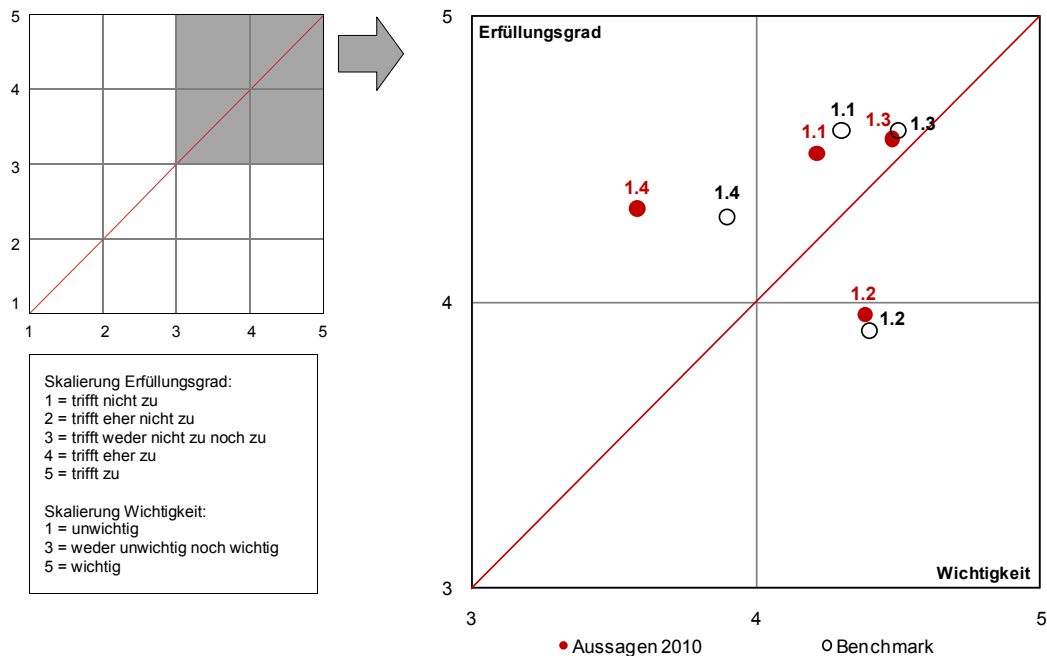 5
4
3
2
1
1
2
3
4
5
Skalierung Erfüllungsgrad:
1 = trifft nicht zu
2 = trifft eher nicht zu
3 = trifft weder nicht zu noch zu
4 = trifft eher zu
5 = trifft zu
Skalierung Wichtigkeit:
1 = unwichtig
3 = weder unwichtig noch wichtig
5 = wichtig
5
Erfüllungsgrad
1.1
1.1
1.3
1.3
1.4
1.4
4
1.2
1.2
3
Wichtigkeit
3
4
5
Aussagen 2010
Benchmark